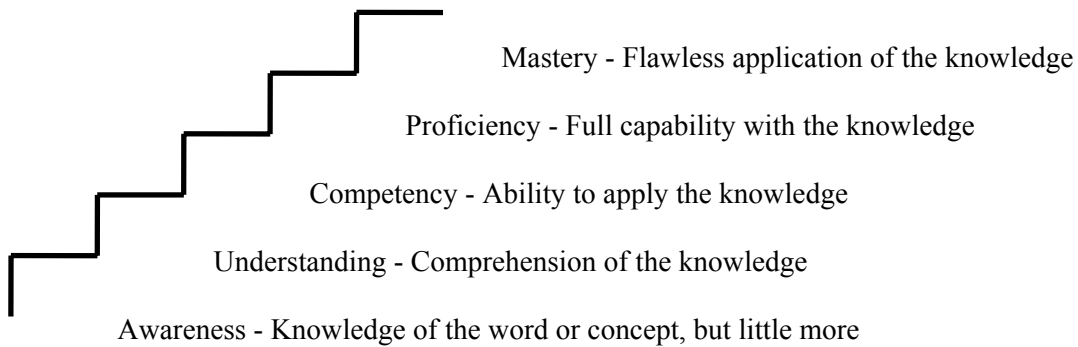 Mastery - Flawless application of the knowledge
Proficiency - Full capability with the knowledge
Competency - Ability to apply the knowledge
Understanding - Comprehension of the knowledge
Awareness - Knowledge of the word or concept, but little more